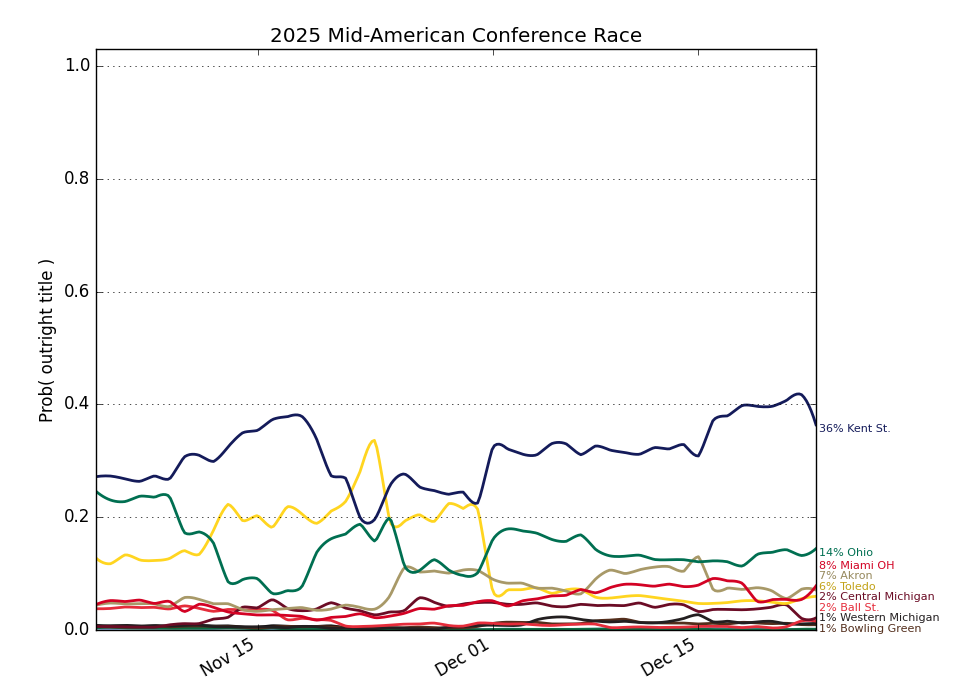 2025 Mid-American Conference Race
Prob( outright title )
1.0
0.8
0.6
0.4
0.2
0.0
Nov 15
Dec 01
Dec 15
36% Kent St.
14% Ohio
8% Miami OH
7% Akron
6% Toledo
2% Central Michigan
2% Ball St.
1% Western Michigan
1% Bowling Green